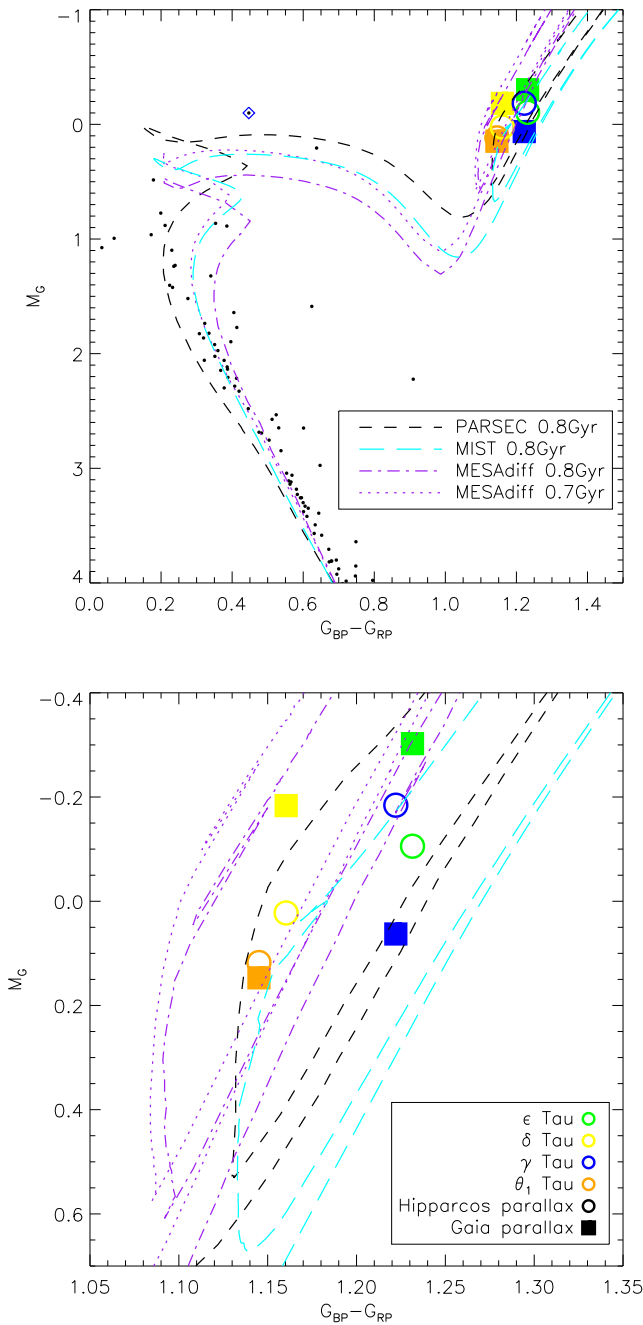 -1
0
1
2
3
4
M_G
PARSEC 0.8Gyr
MIST 0.8Gyr
MESAdiff 0.8Gyr
MESAdiff 0.7Gyr
0.0 0.2 0.4 0.6 0.8 1.0 1.2 1.4
G_BP-G_RP
-0.4
-0.2
0.0
0.2
0.4
0.6
M_G
ϵ Tau
δ Tau
γ Tau
θ_1 Tau
Hipparcos parallax
Gaia parallax
1.05 1.10 1.15 1.20 1.25 1.30 1.35
G_BP-G_RP